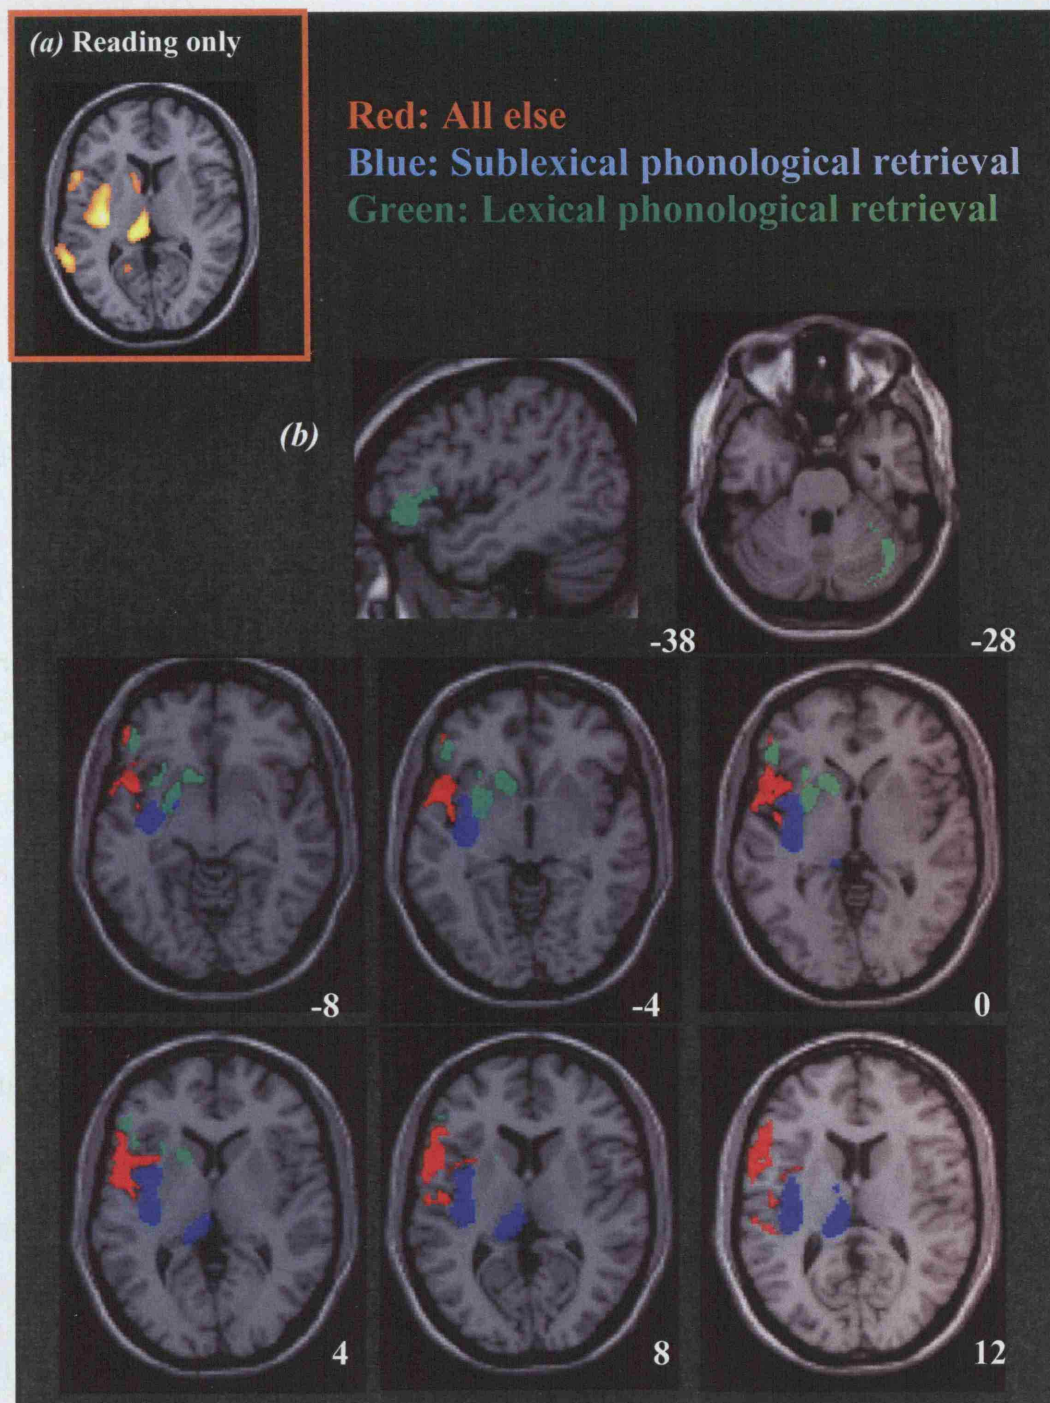 (a) Reading only
Red: All else
Blue: Sublexical phonological retrieval
Green: Lexical phonological retrieval
(b)
-38
-28
-8
-4
0
4
8
12